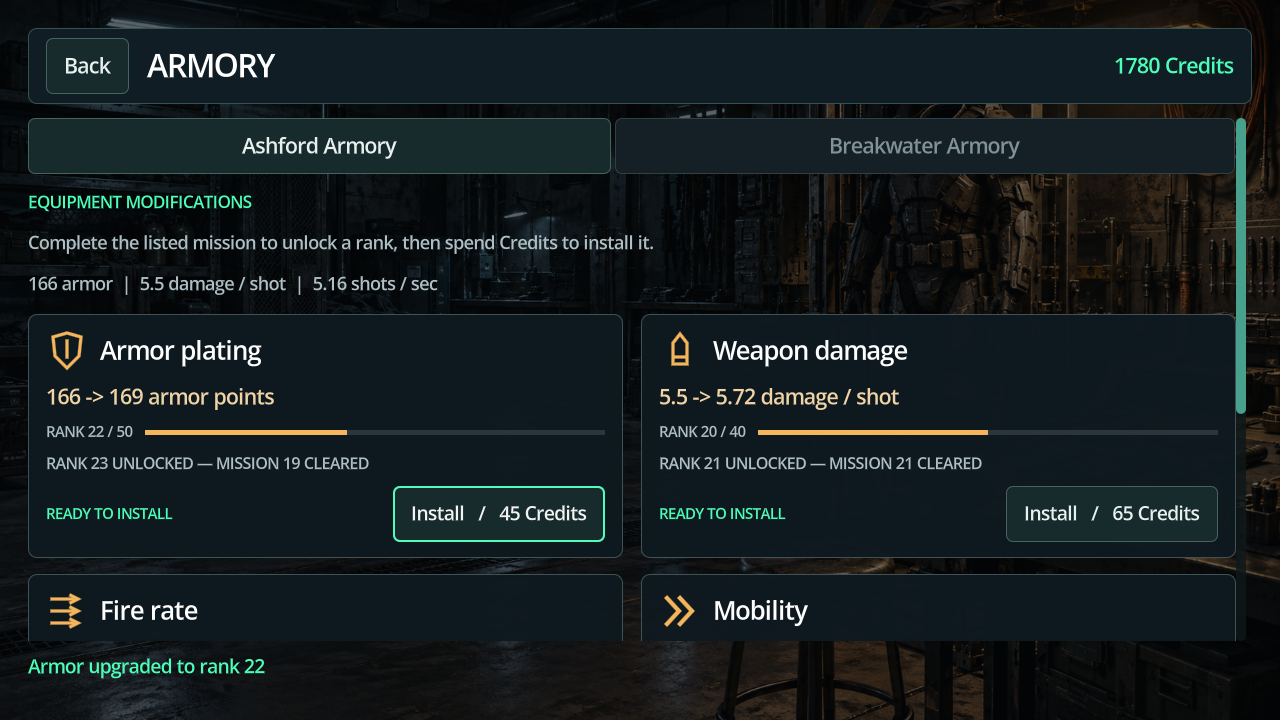 Back
ARMORY
1780 Credits
Ashford Armory
Breakwater Armory
EQUIPMENT MODIFICATIONS
Complete the listed mission to unlock a rank, then spend Credits to install it.
166 armor | 5.5 damage / shot | 5.16 shots / sec
Armor plating
166 -> 169 armor points
RANK 22 / 50
RANK 23 UNLOCKED — MISSION 19 CLEARED
READY TO INSTALL
Install / 45 Credits
Weapon damage
5.5 -> 5.72 damage / shot
RANK 20 / 40
RANK 21 UNLOCKED — MISSION 21 CLEARED
READY TO INSTALL
Install / 65 Credits
Fire rate
Mobility
Armor upgraded to rank 22